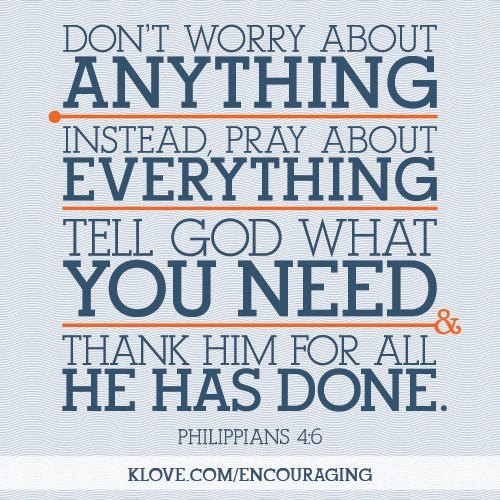 DON'T WORRY ABOUT
ANYTHING
INSTEAD, PRAY ABOUT
EVERYTHING
TELL GOD WHAT
YOU NEED
&
THANK HIM FOR ALL
HE HAS DONE.
PHILIPPIANS 4:6
KLOVE.COM/ENCOURAGING